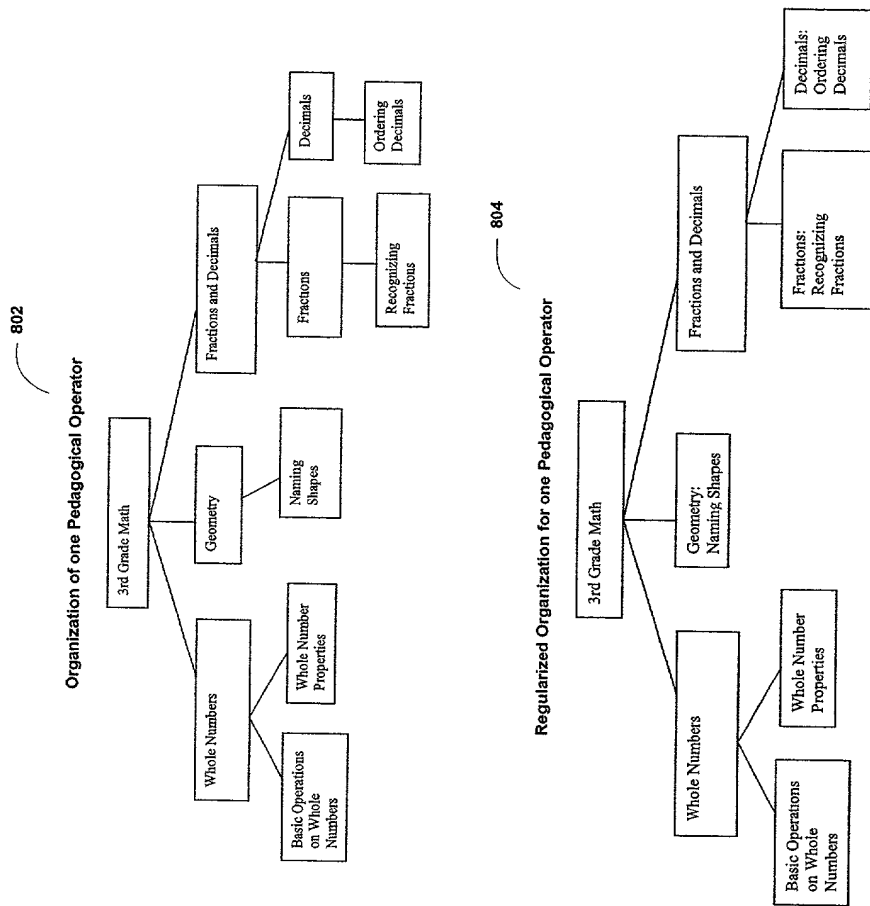 802
Organization of one Pedagogical Operator
3rd Grade Math
Whole Numbers
Geometry
Fractions and Decimals
Basic Operations
on Whole
Numbers
Whole Number
Properties
Naming
Shapes
Fractions
Decimals
Recognizing
Fractions
Ordering
Decimals
804
Regularized Organization for one Pedagogical Operator
3rd Grade Math
Whole Numbers
Geometry:
Naming Shapes
Fractions and Decimals
Basic Operations
on Whole
Numbers
Whole Number
Properties
Fractions:
Recognizing
Fractions
Decimals:
Ordering
Decimals